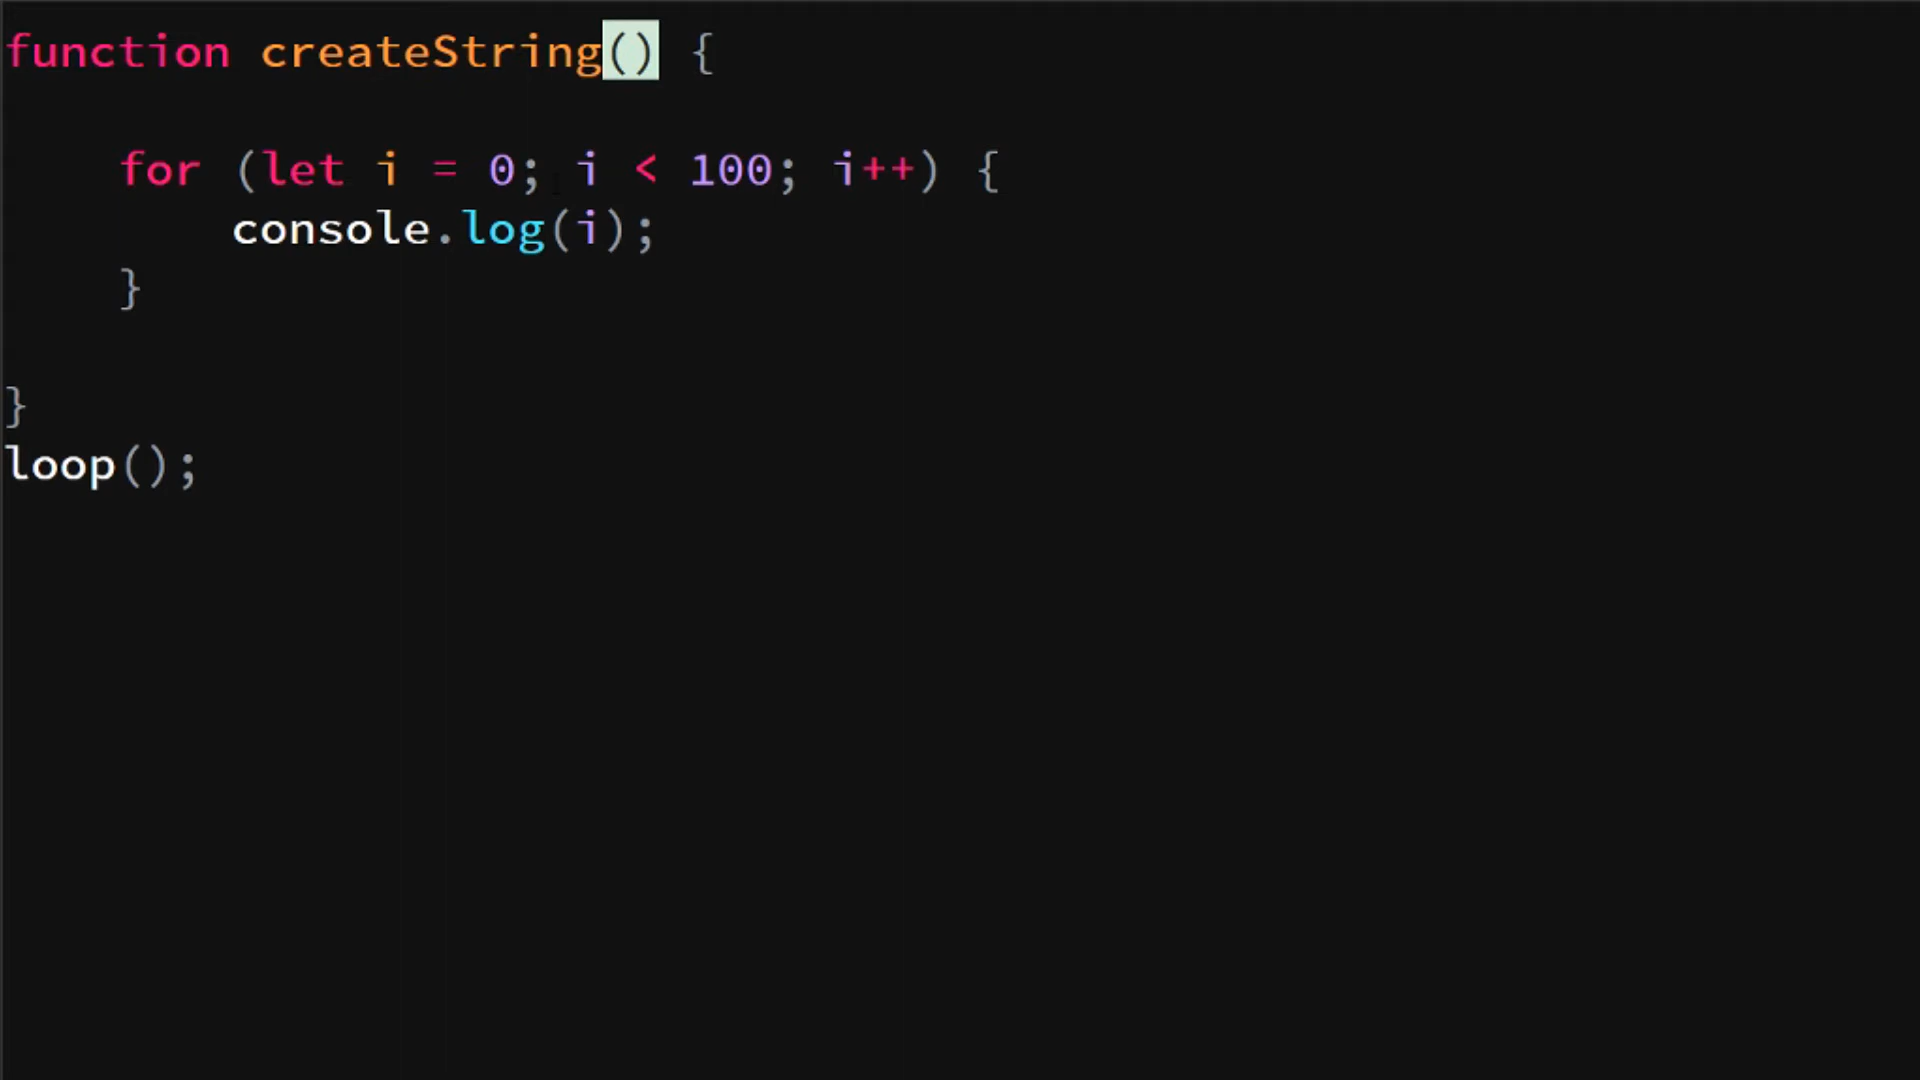 function createString() {
for (let i = 0; i < 100; i++) {
console.log(i);
}
}
loop();